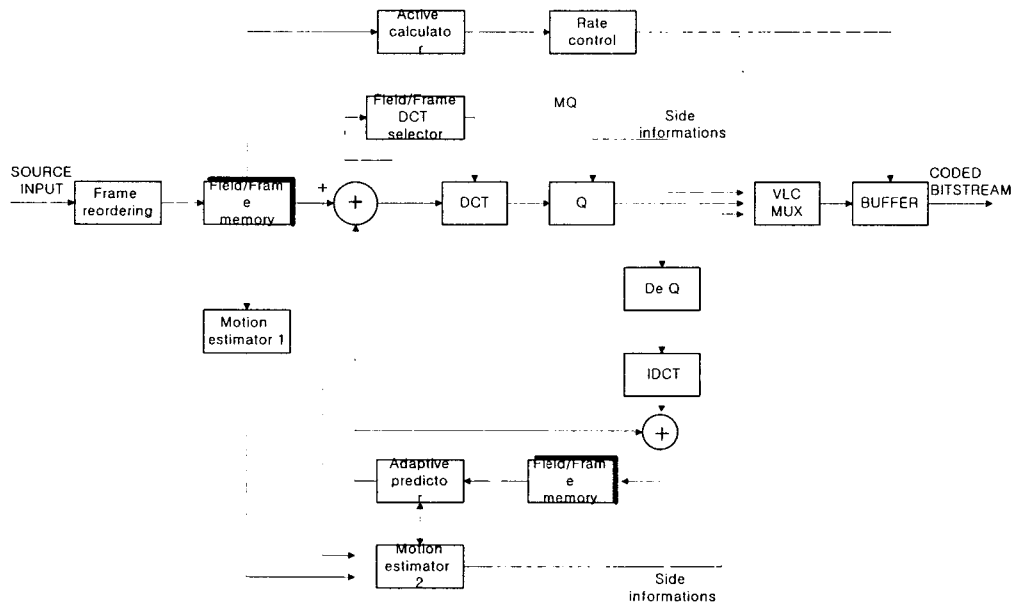 Active
calculato
r
Rate
control
Field/Frame
DCT
selector
MQ
Side
informations
SOURCE
INPUT
Frame
reordering
Field/Fram
e
memory
+
+
DCT
Q
VLC
MUX
BUFFER
CODED
BITSTREAM
De Q
Motion
estimator 1
IDCT
+
Adaptive
predicto
r
Field/Fram
e
memory
Motion
estimator
2
Side
informations